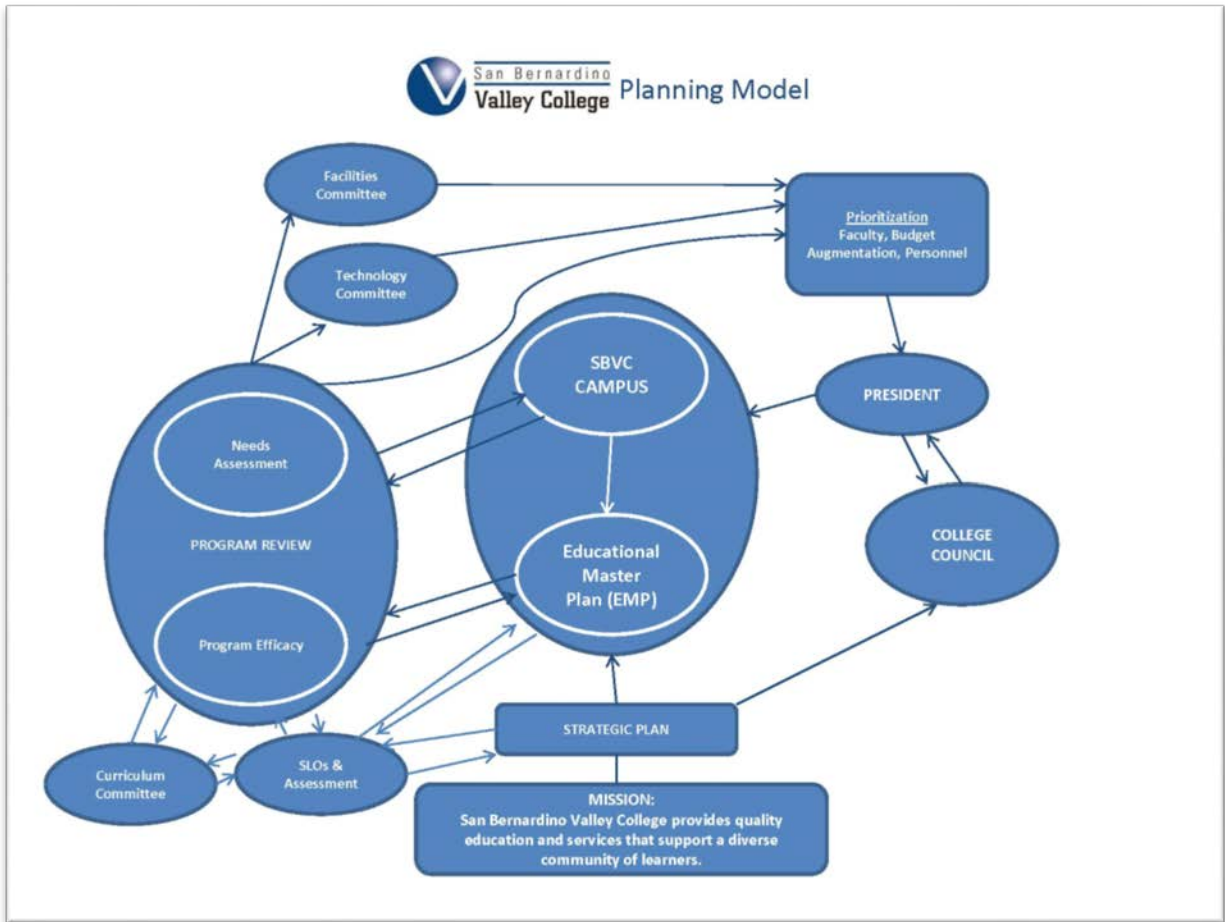 San Bernardino
Valley College
Planning Model
Facilities
Committee
Prioritization
Faculty, Budget
Augmentation, Personnel
Technology
Committee
SBVC
CAMPUS
PRESIDENT
Needs
Assessment
PROGRAM REVIEW
COLLEGE
COUNCIL
Educational
Master
Plan (EMP)
Program Efficacy
STRATEGIC PLAN
SLOs &
Assessment
Curriculum
Committee
MISSION:
San Bernardino Valley College provides quality
education and services that support a diverse
community of learners.